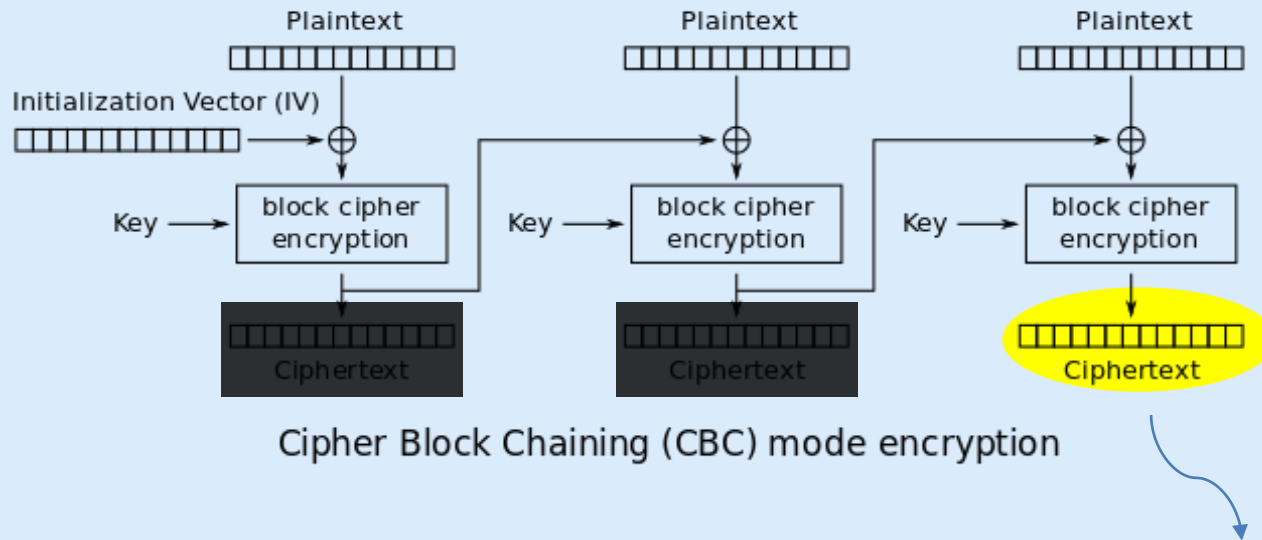 Plaintext Plaintext Plaintext
Initialization Vector (IV)
Key block cipher encryption Key block cipher encryption Key block cipher encryption
Ciphertext Ciphertext Ciphertext
Cipher Block Chaining (CBC) mode encryption